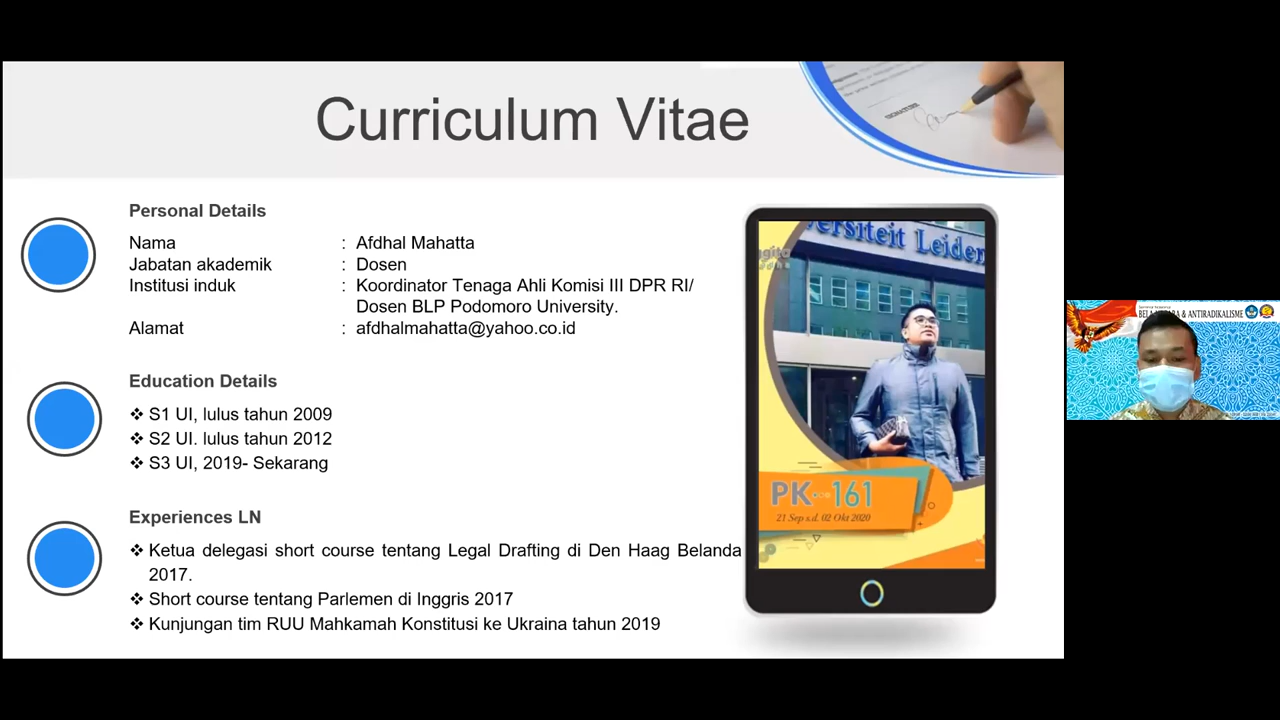 Curriculum Vitae
SIGNATURE
Personal Details
Nama : Afdhal Mahatta
Jabatan akademik : Dosen
Institusi induk : Koordinator Tenaga Ahli Komisi III DPR RI/
Dosen BLP Podomoro University.
Alamat : afdhalmahatta@yahoo.co.id
Education Details
❖ S1 UI, lulus tahun 2009
❖ S2 UI. lulus tahun 2012
❖ S3 UI, 2019- Sekarang
Experiences LN
❖ Ketua delegasi short course tentang Legal Drafting di Den Haag Belanda
2017.
❖ Short course tentang Parlemen di Inggris 2017
❖ Kunjungan tim RUU Mahkamah Konstitusi ke Ukraina tahun 2019
versiteit Leiden
PK 161
21 Sep s.d. 02 Okt 2020
BELA & ANTIRADIKALISME